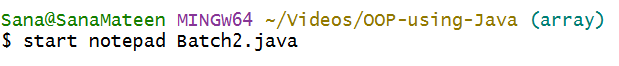 Sana@SanaMateen MINGW64 ~/Videos/OOP-using-Java (array)
$ start notepad Batch2.java